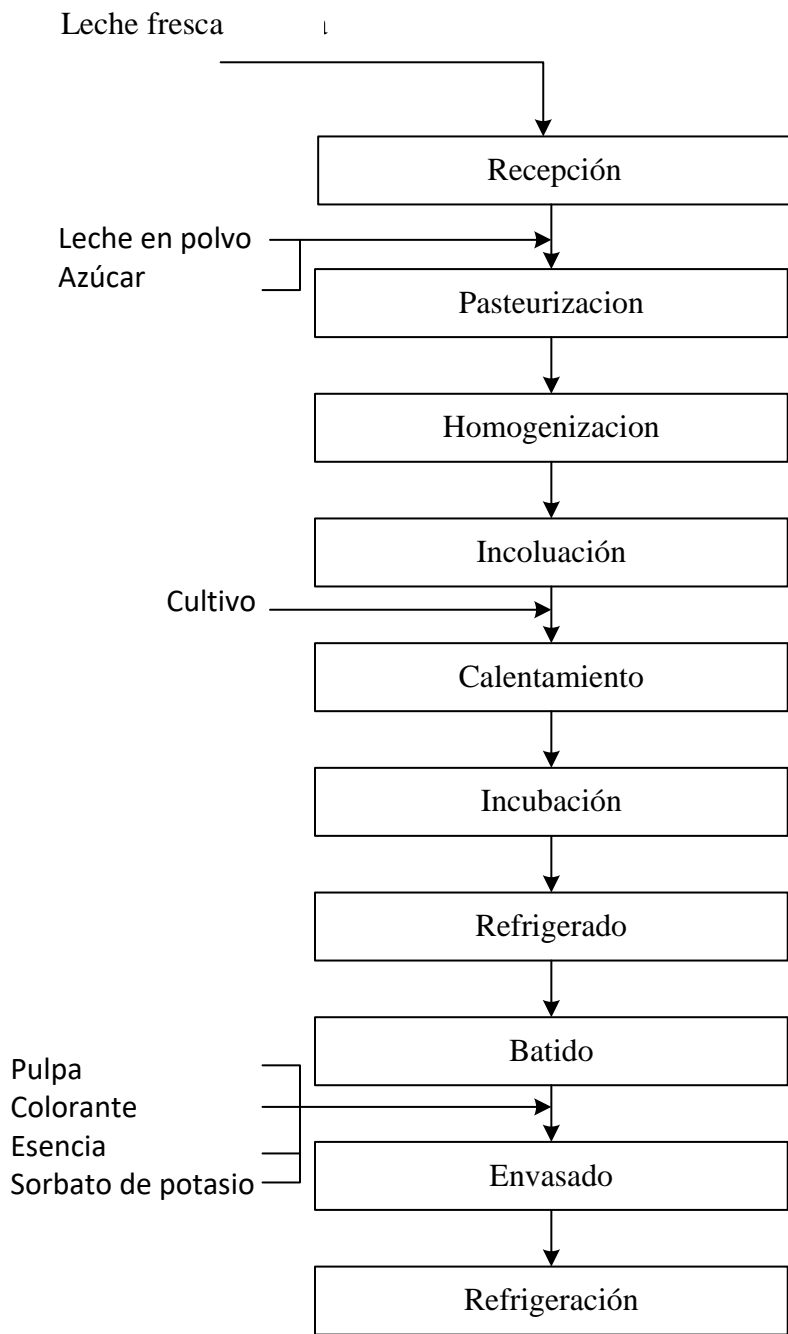 Leche fresca
Recepción
Leche en polvo
Azúcar
Pasteurizacion
Homogenizacion
Incoluación
Cultivo
Calentamiento
Incubación
Refrigerado
Batido
Pulpa
Colorante
Esencia
Sorbato de potasio
Envasado
Refrigeración